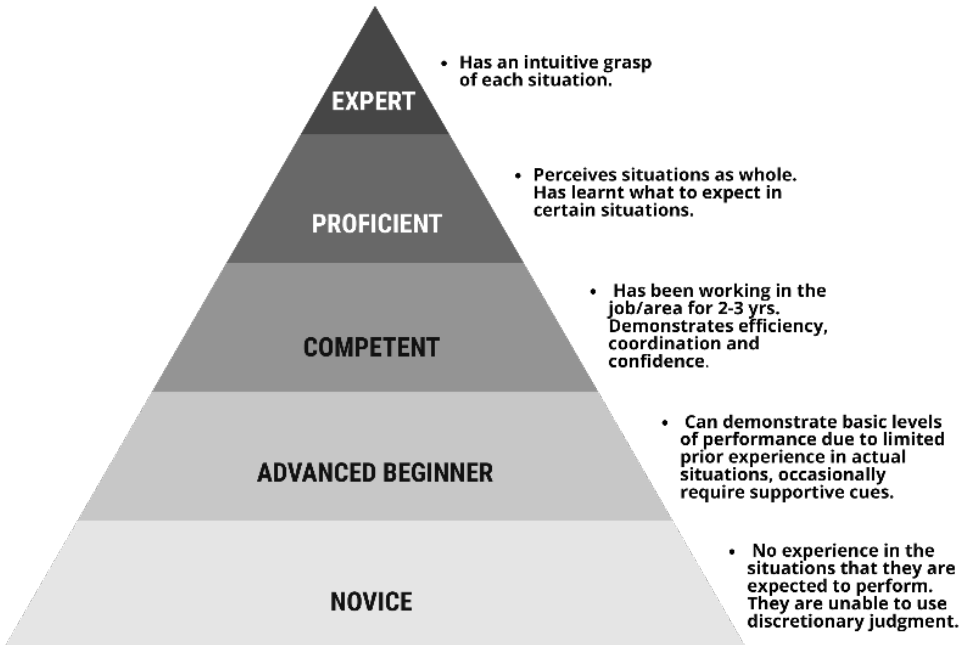 EXPERT
• Has an intuitive grasp
of each situation.
PROFICIENT
• Perceives situations as whole.
Has learnt what to expect in
certain situations.
COMPETENT
• Has been working in the
job/area for 2-3 yrs.
Demonstrates efficiency,
coordination and
confidence.
ADVANCED BEGINNER
• Can demonstrate basic levels
of performance due to limited
prior experience in actual
situations, occasionally
require supportive cues.
NOVICE
• No experience in the
situations that they are
expected to perform.
They are unable to use
discretionary judgment.